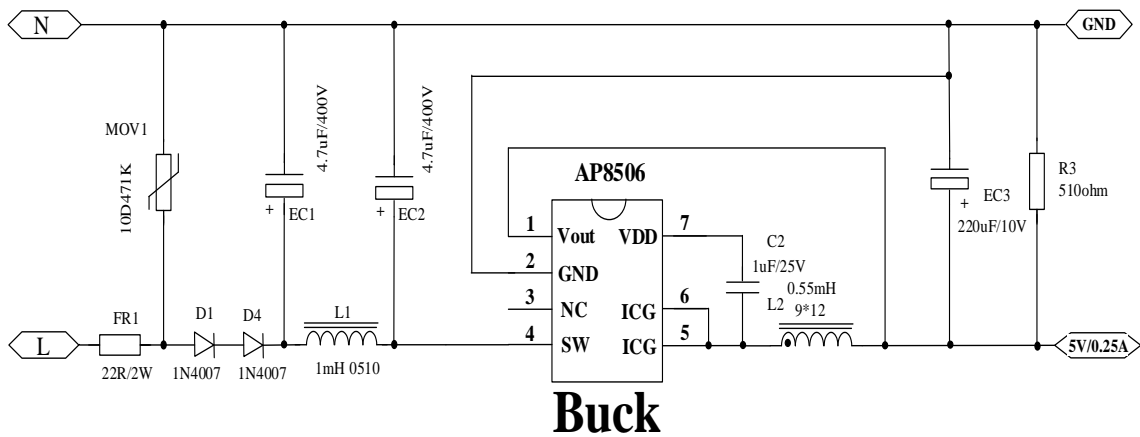 N
GND
MOV1
10D471K
4.7uF/400V
+
EC1
4.7uF/400V
+
EC2
AP8506
1
Vout
VDD
7
2
GND
3
NC
ICG
6
4
SW
ICG
5
C2
1uF/25V
0.55mH
L2
9*12
+
EC3
220uF/10V
R3
510ohm
L
FR1
22R/2W
D1
1N4007
D4
1N4007
L1
1mH 0510
5V/0.25A
Buck